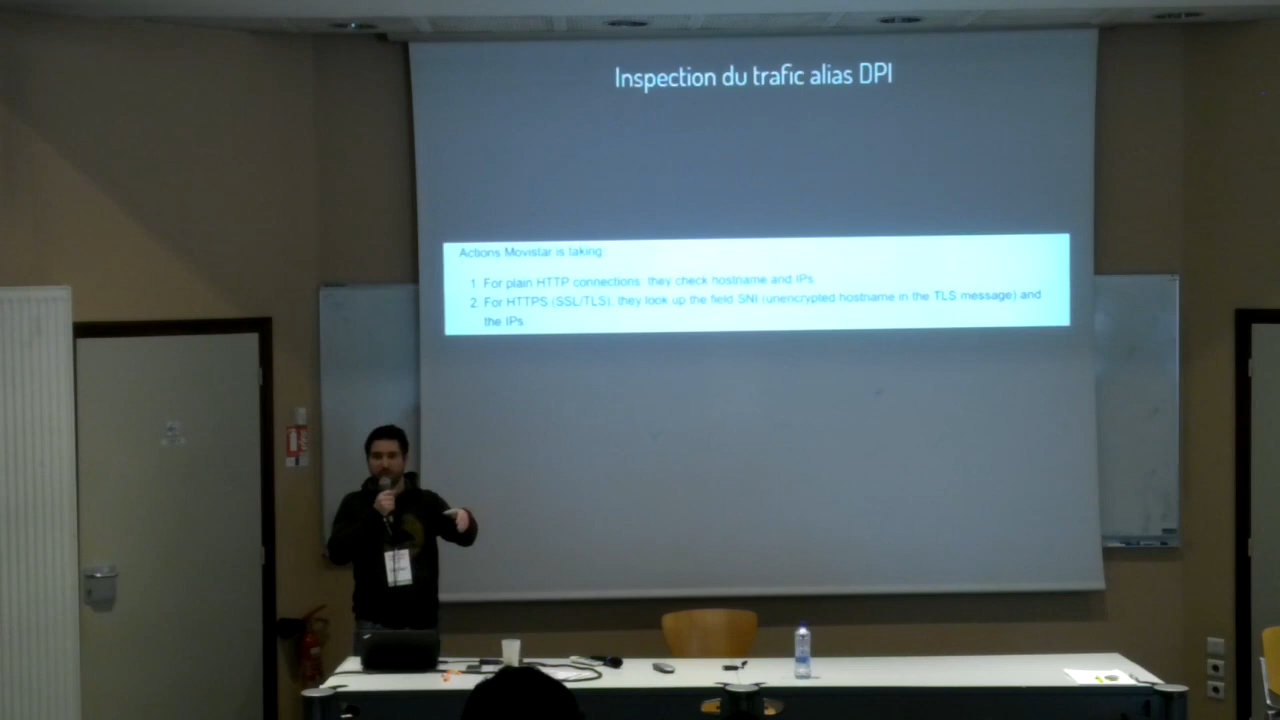 Inspection du trafic alias DPI
Actions Movistar is taking:
1. For plain HTTP connections, they check hostname and IPs
2. For HTTPS (SSL/TLS), they look up the field SNI (unencrypted hostname in the TLS message) and
the IPs